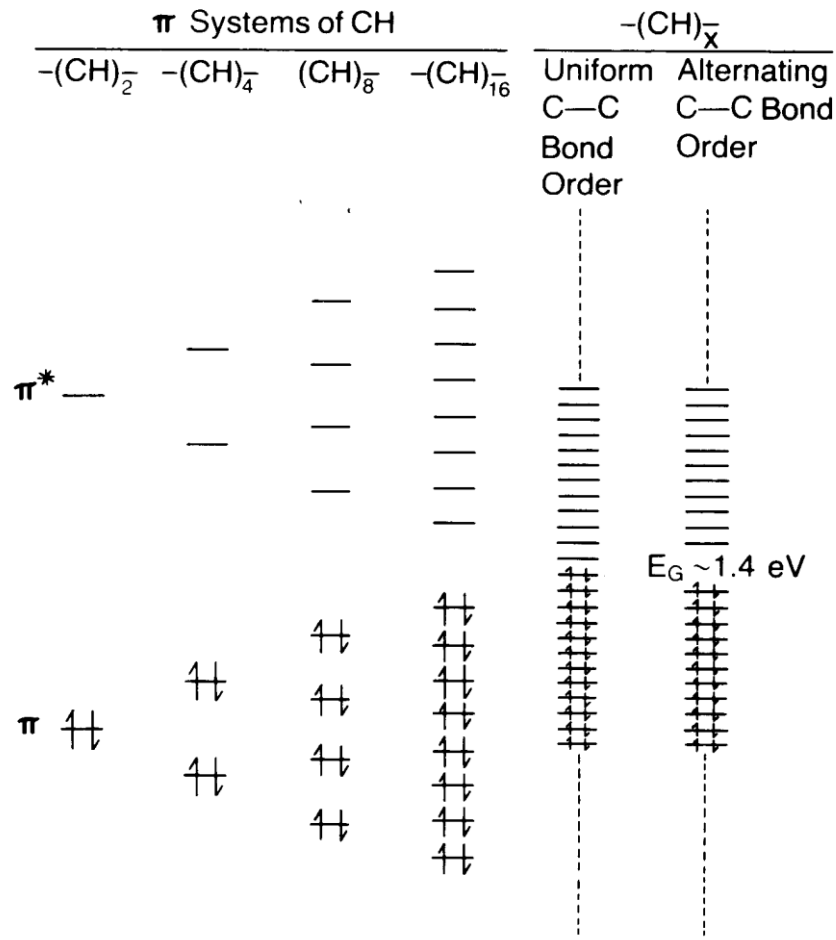 π Systems of CH
-(CH)x̄
-(CH)₂̄ -(CH)₄̄ (CH)₈̄ -(CH)₁₆̄
Uniform Alternating
C—C C—C Bond
Bond Order
Order
π*
E_G ~1.4 eV
π